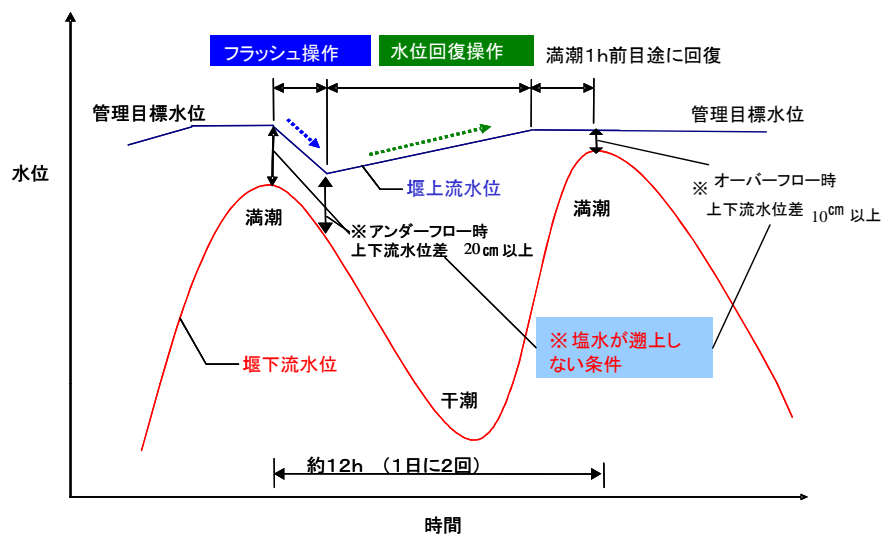 フラッシュ操作
水位回復操作
満潮1h前目途に回復
管理目標水位
管理目標水位
水位
堰上流水位
※ オーバーフロー時
上下流水位差 10cm 以上
満潮
満潮
※アンダーフロー時
上下流水位差 20cm以上
※塩水が遡上し
ない条件
堰下流水位
干潮
約12h (1日に2回)
時間